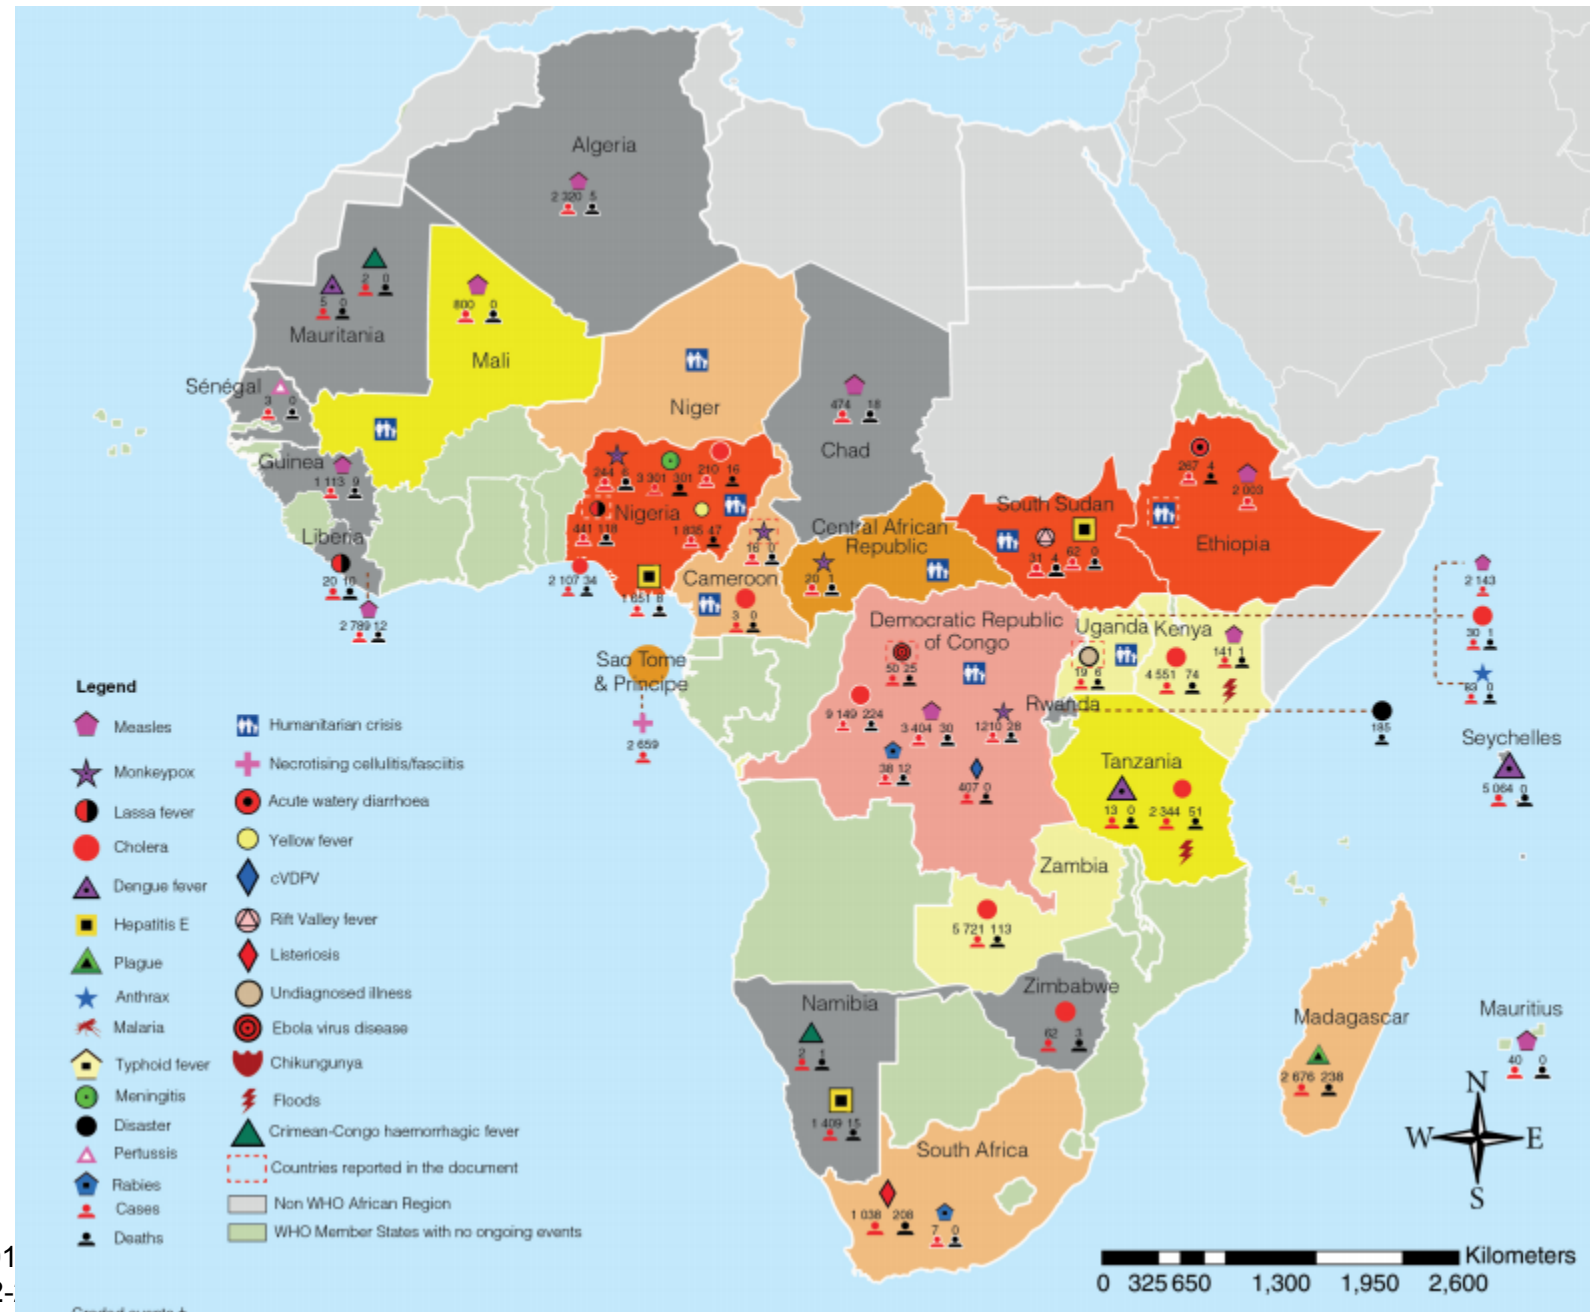 Algeria
2 320 5
2 0
5 0
Mauritania
800 0
Mali
Sénégal
3 0
Niger
474 18
Chad
Guinea
1 113 9
244 6
3 301 301
210 16
Nigeria
441 118
1 835 47
2 107 34
1 651 8
Liberia
20 10
2 789 12
16 0
Cameroon
3 0
Central African
Republic
20 1
South Sudan
31 4
62 0
267 4
2 003
Ethiopia
2 143
30 1
83 0
Democratic Republic
of Congo
50 25
9 149 224
3 404 30
1210 28
38 12
407 0
Uganda
19 6
Kenya
141 1
4 551 74
Rwanda
185
Sao Tome
& Principe
2 659
Tanzania
13 0
2 344 51
Seychelles
5 064 0
Zambia
5 721 113
Zimbabwe
62 3
Namibia
2 1
1 409 15
South Africa
1 038 208
7 0
Madagascar
2 676 238
Mauritius
40 0
Legend
Measles
Monkeypox
Lassa fever
Cholera
Dengue fever
Hepatitis E
Plague
Anthrax
Malaria
Typhoid fever
Meningitis
Disaster
Pertussis
Rabies
Cases
Deaths
Humanitarian crisis
Necrotising cellulitis/fasciitis
Acute watery diarrhoea
Yellow fever
cVDPV
Rift Valley fever
Listeriosis
Undiagnosed illness
Ebola virus disease
Chikungunya
Floods
Crimean-Congo haemorrhagic fever
Countries reported in the document
Non WHO African Region
WHO Member States with no ongoing events
N
W E
S
Kilometers
0 325 650 1,300 1,950 2,600